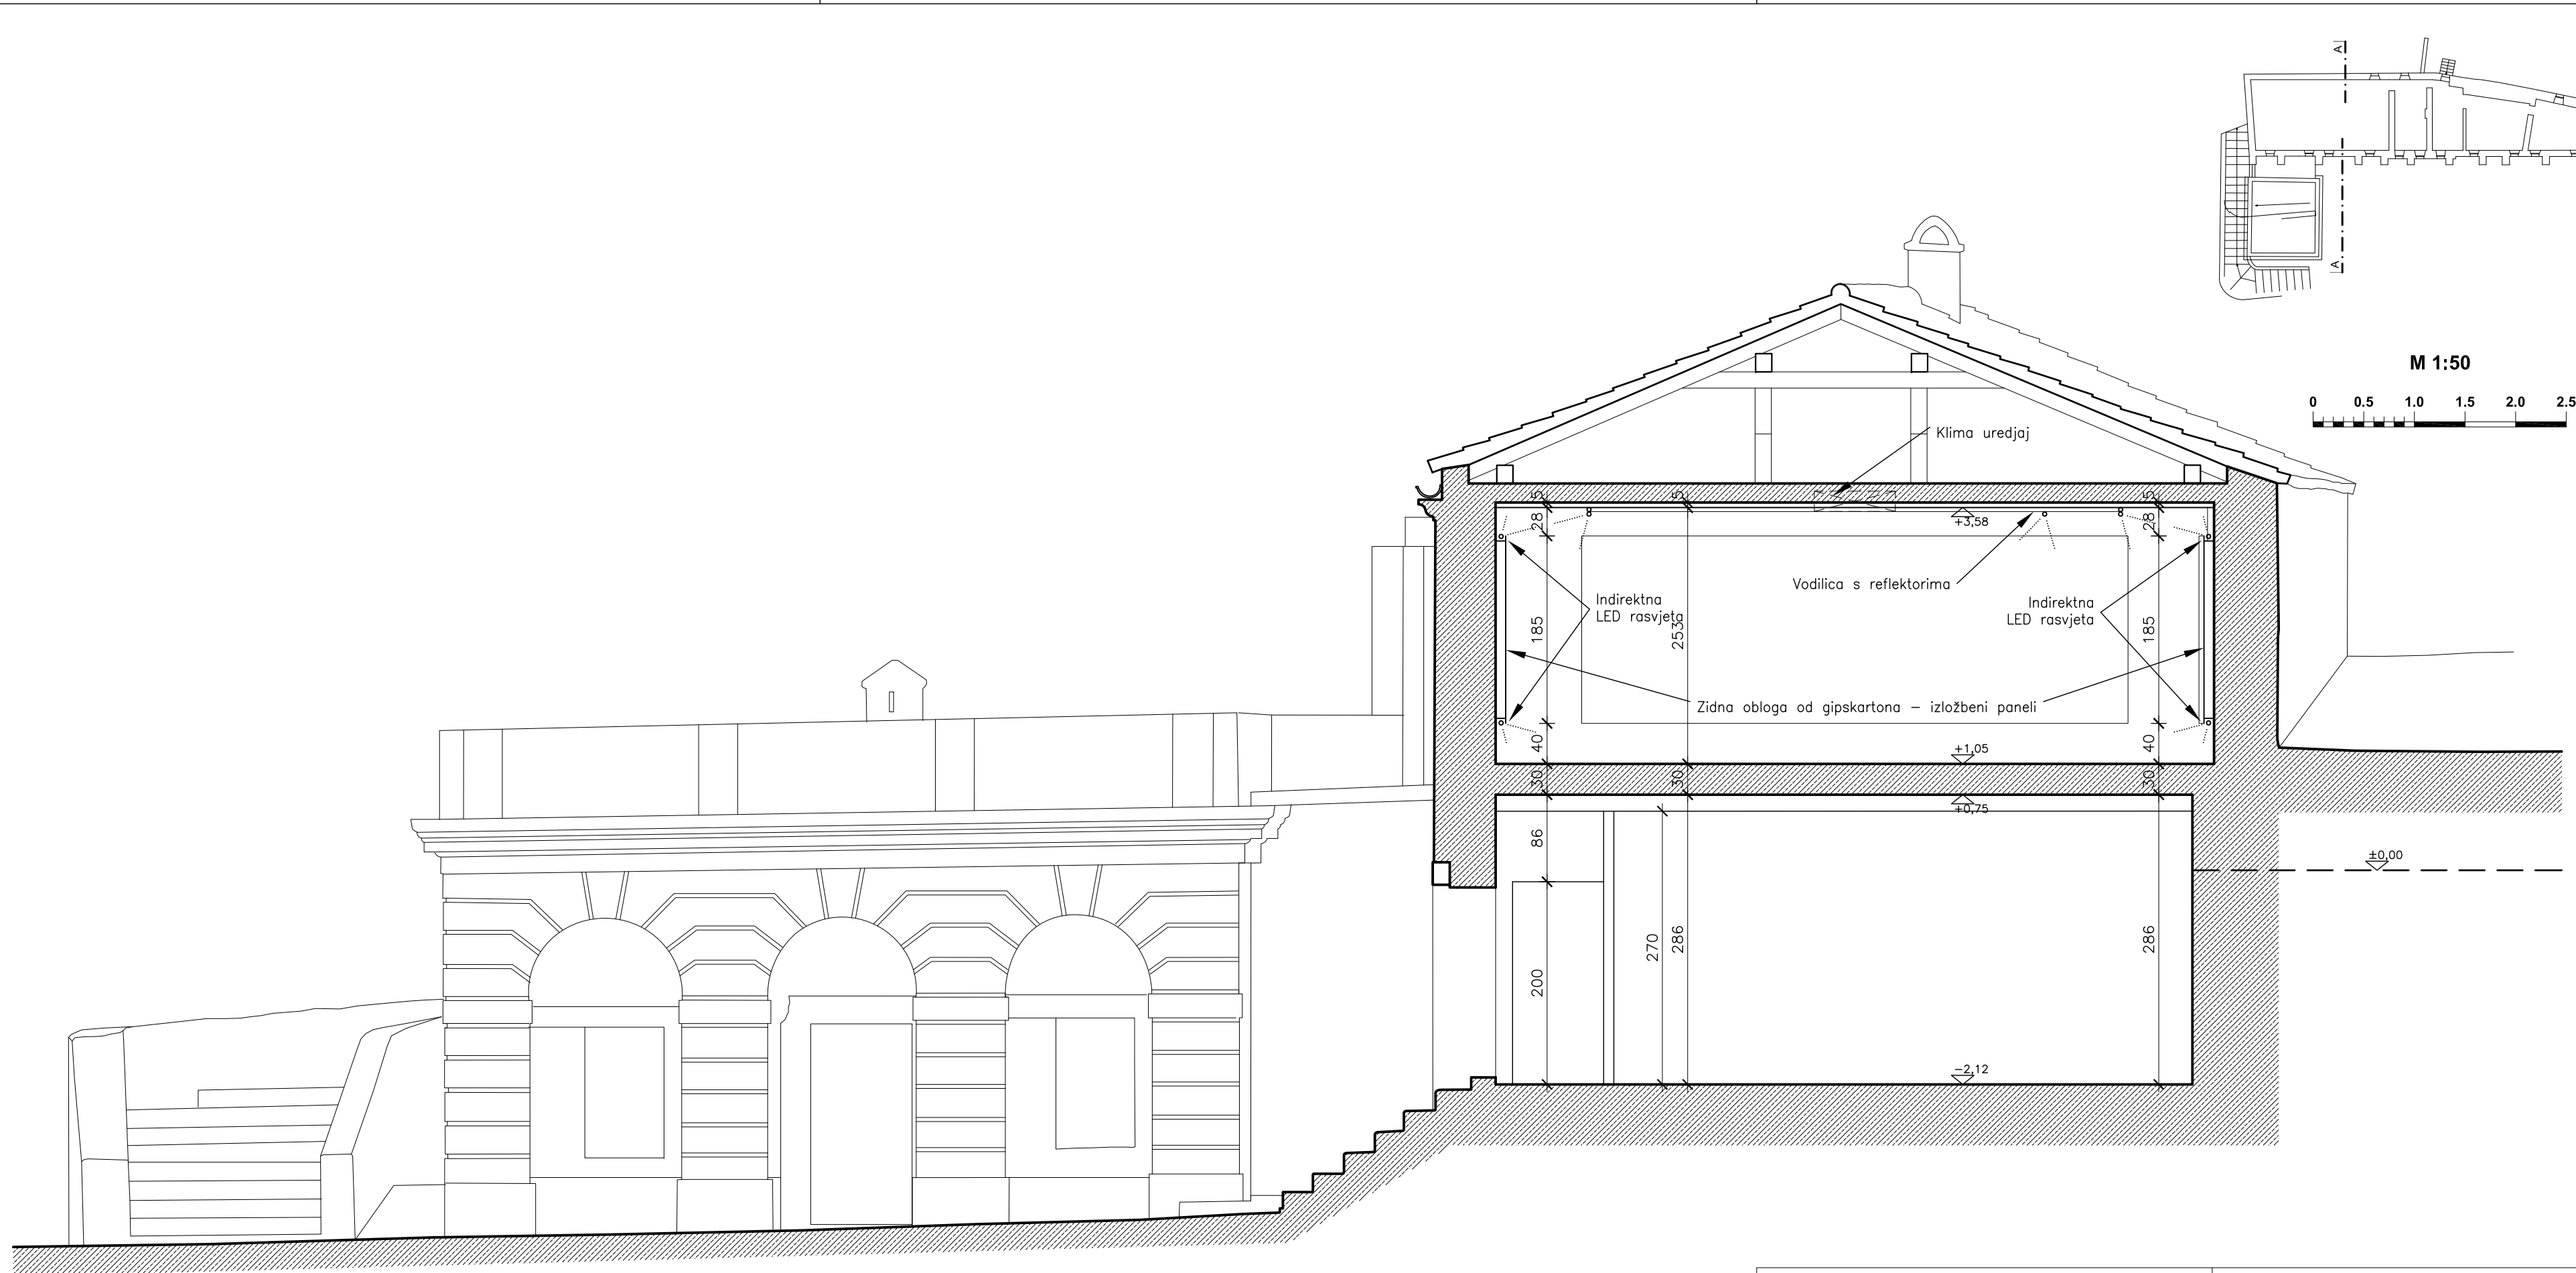 A
A
M 1:50
0 0.5 1.0 1.5 2.0 2.5
Klima uredjaj
5
5
5
28
+3,58
28
Vodilica s reflektorima
Indirektna
LED rasvjeta
Indirektna
LED rasvjeta
185
253
185
Zidna obloga od gipskartona – izložbeni paneli
40
+1,05
40
30
30
30
+0,75
86
±0,00
270
286
286
200
-2,12